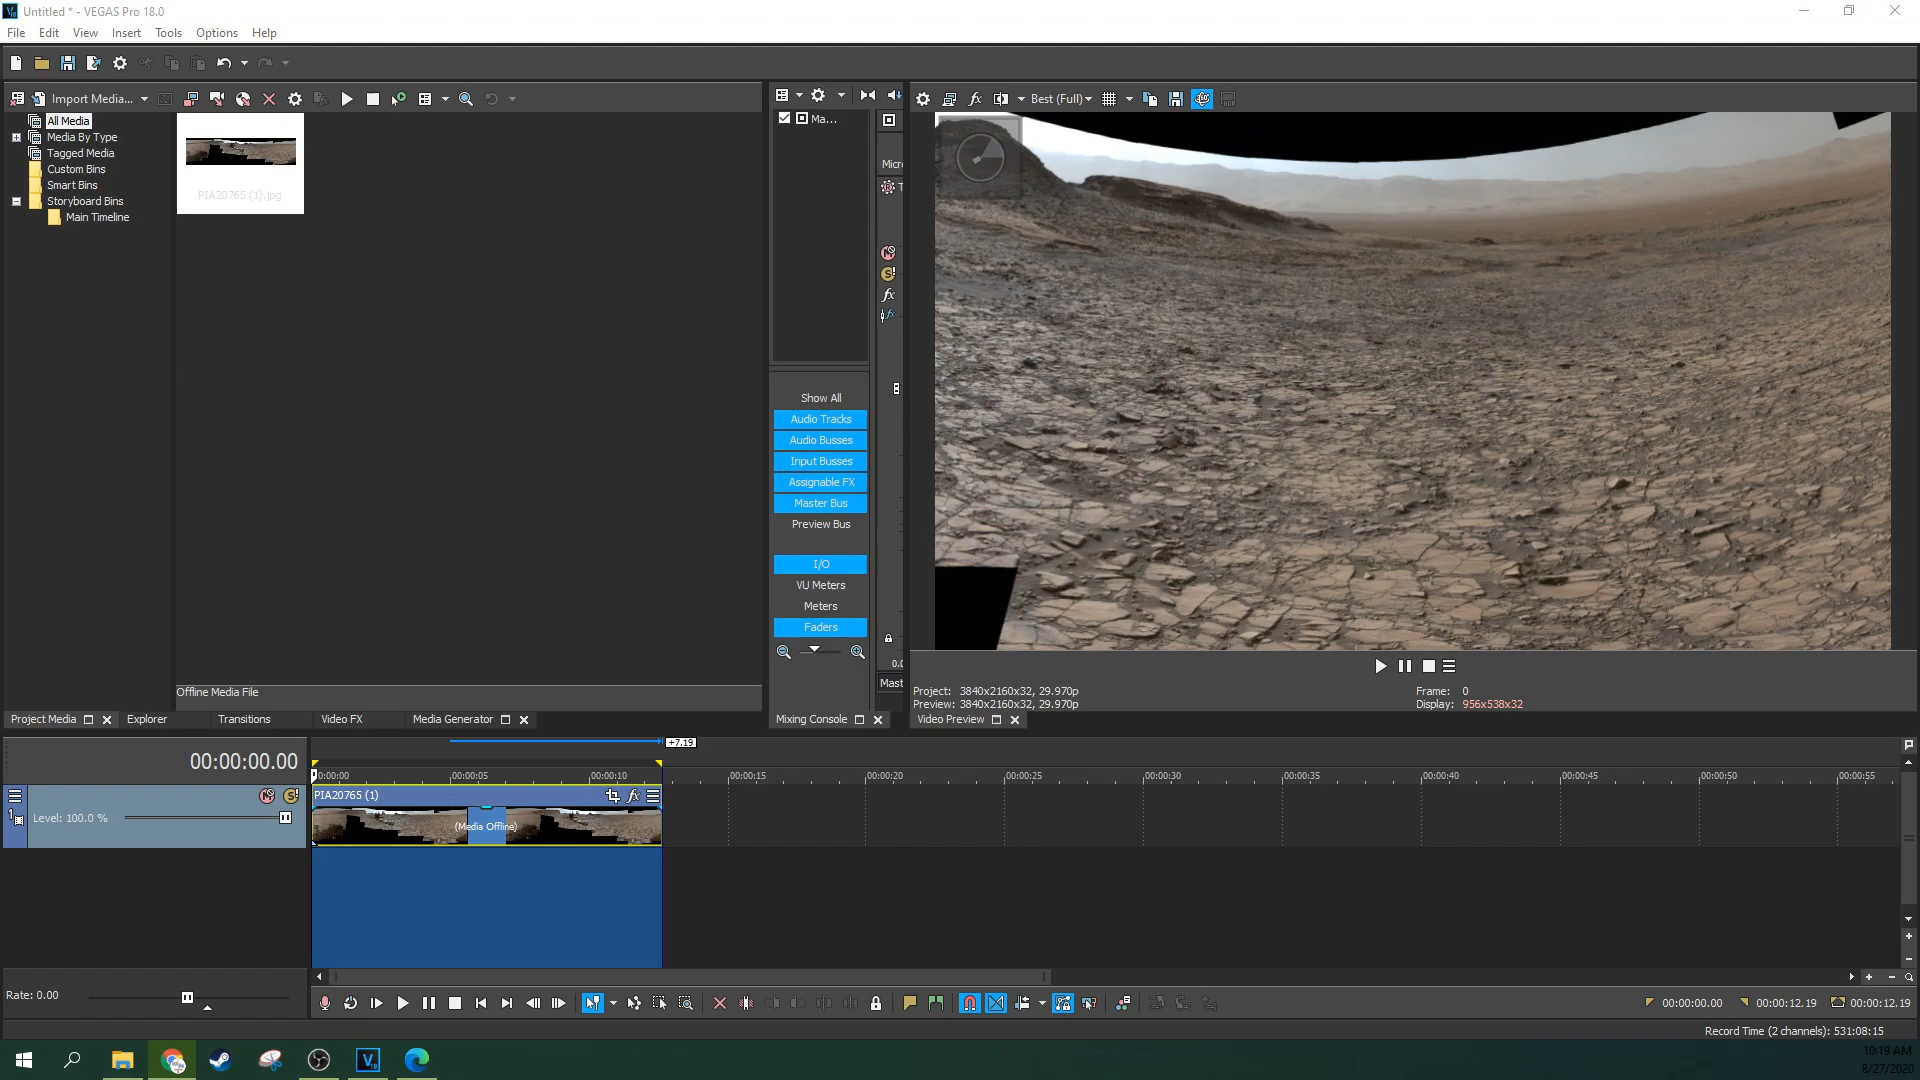 Untitled * - VEGAS Pro 18.0
File Edit View Insert Tools Options Help
Import Media...
Best (Full)
All Media
Media By Type
Tagged Media
Custom Bins
Smart Bins
Storyboard Bins
Main Timeline
PIA20765 (1).jpg
Offline Media File
Ma...
Micr
Show All
Audio Tracks
Audio Busses
Input Busses
Assignable FX
Master Bus
Preview Bus
I/O
VU Meters
Meters
Faders
0.0
Mast
Project: 3840x2160x32, 29.970p
Preview: 3840x2160x32, 29.970p
Frame: 0
Display: 956x538x32
Project Media Explorer Transitions Video FX Media Generator
Mixing Console
Video Preview
00:00:00.00
+7.19
0:00:00 00:00:05 00:00:10 00:00:15 00:00:20 00:00:25 00:00:30 00:00:35 00:00:40 00:00:45 00:00:50 00:00:55
PIA20765 (1)
1
Level: 100.0 %
(Media Offline)
Rate: 0.00
00:00:00.00 00:00:12.19 00:00:12.19
Record Time (2 channels): 531:08:15
10:19 AM
8/27/2020